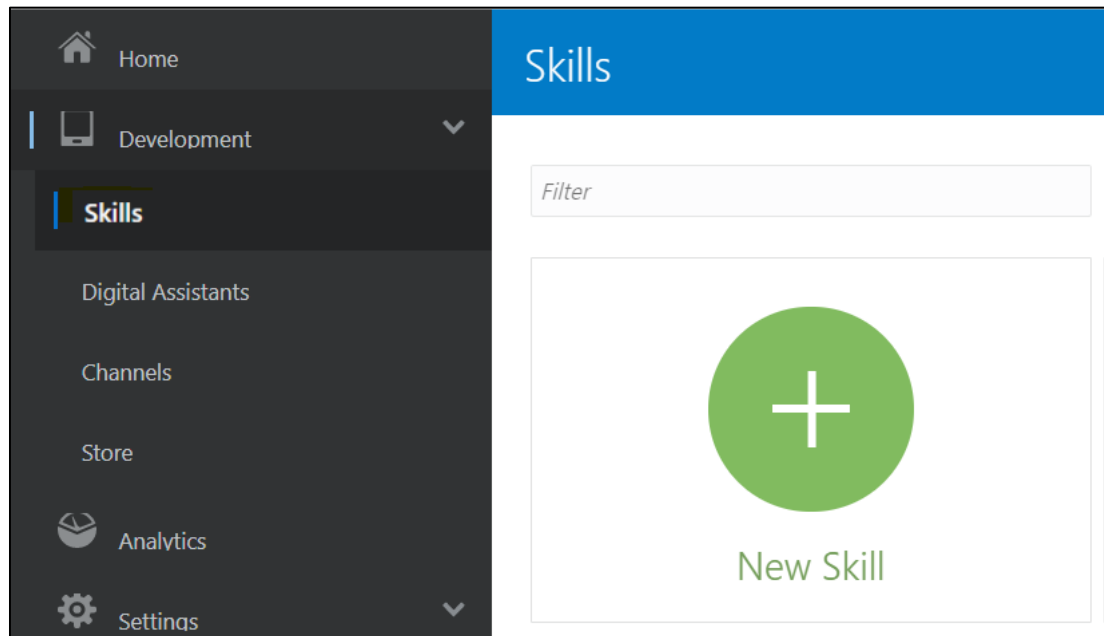 Home
Development
Skills
Digital Assistants
Channels
Store
Analytics
Settings
Skills
Filter
New Skill